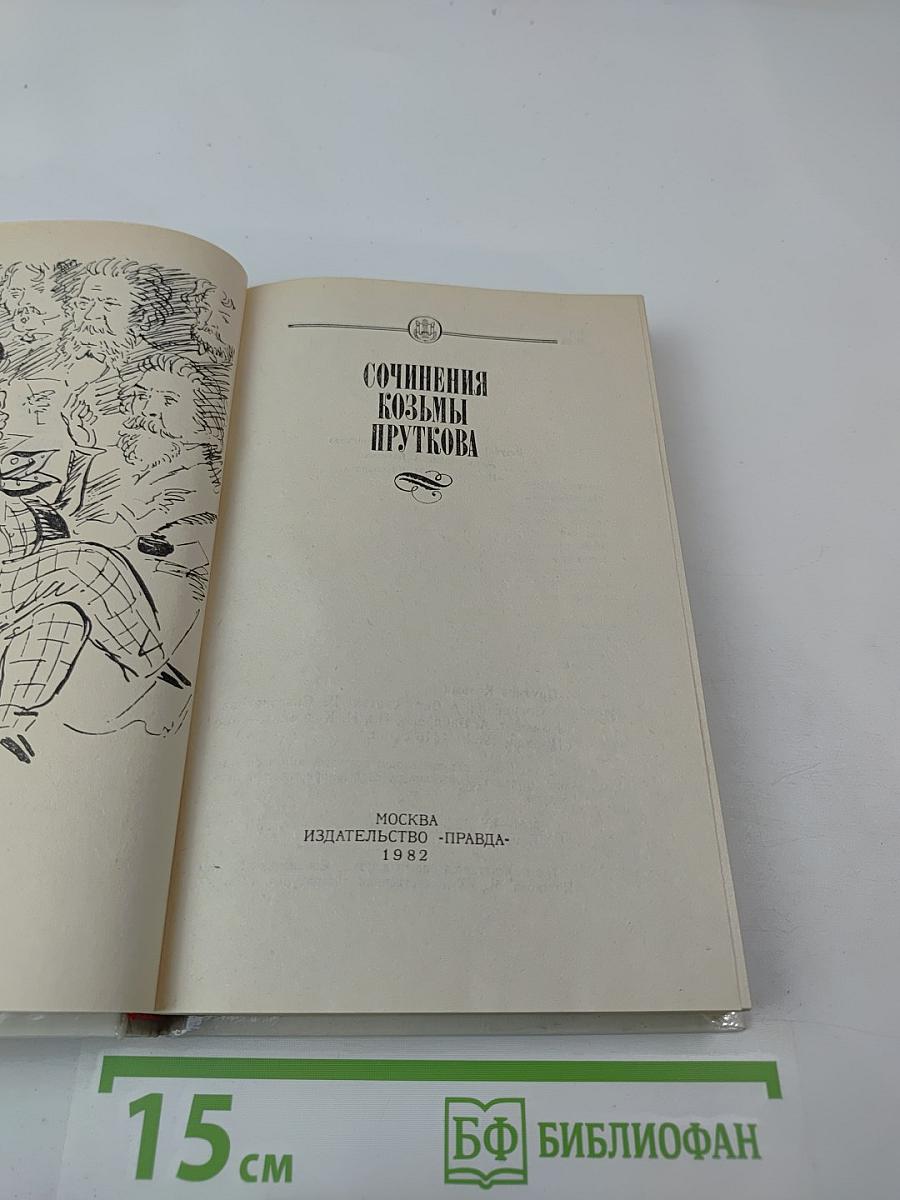 СОЧИНЕНИЯ
КОЗЬМЫ
ПРУТКОВА
МОСКВА
ИЗДАТЕЛЬСТВО «ПРАВДА»
1982
15 см
БФ БИБЛИОФАН